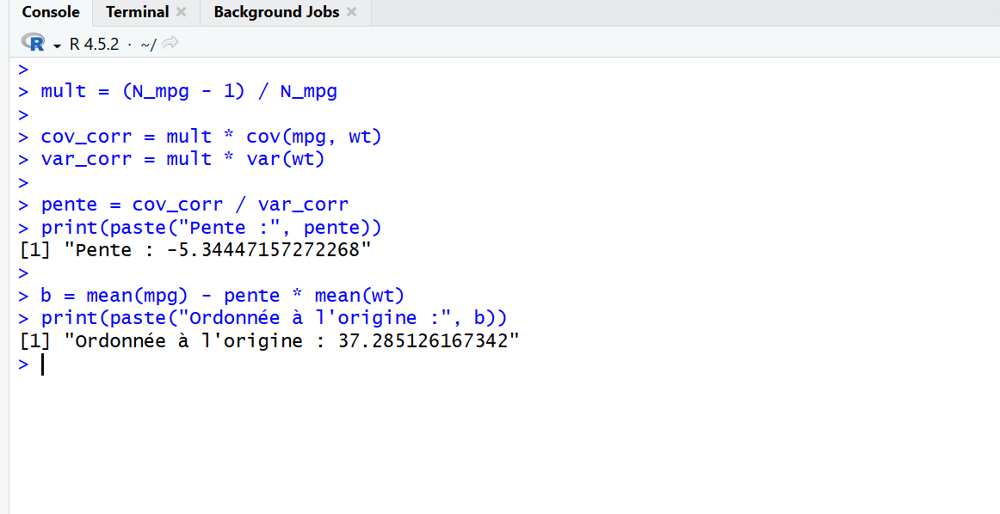 Console Terminal Background Jobs
R 4.5.2 · ~/
>
> mult = (N_mpg - 1) / N_mpg
>
> cov_corr = mult * cov(mpg, wt)
> var_corr = mult * var(wt)
>
> pente = cov_corr / var_corr
> print(paste("Pente :", pente))
[1] "Pente : -5.34447157272268"
>
> b = mean(mpg) - pente * mean(wt)
> print(paste("Ordonnée à l'origine :", b))
[1] "Ordonnée à l'origine : 37.285126167342"
>